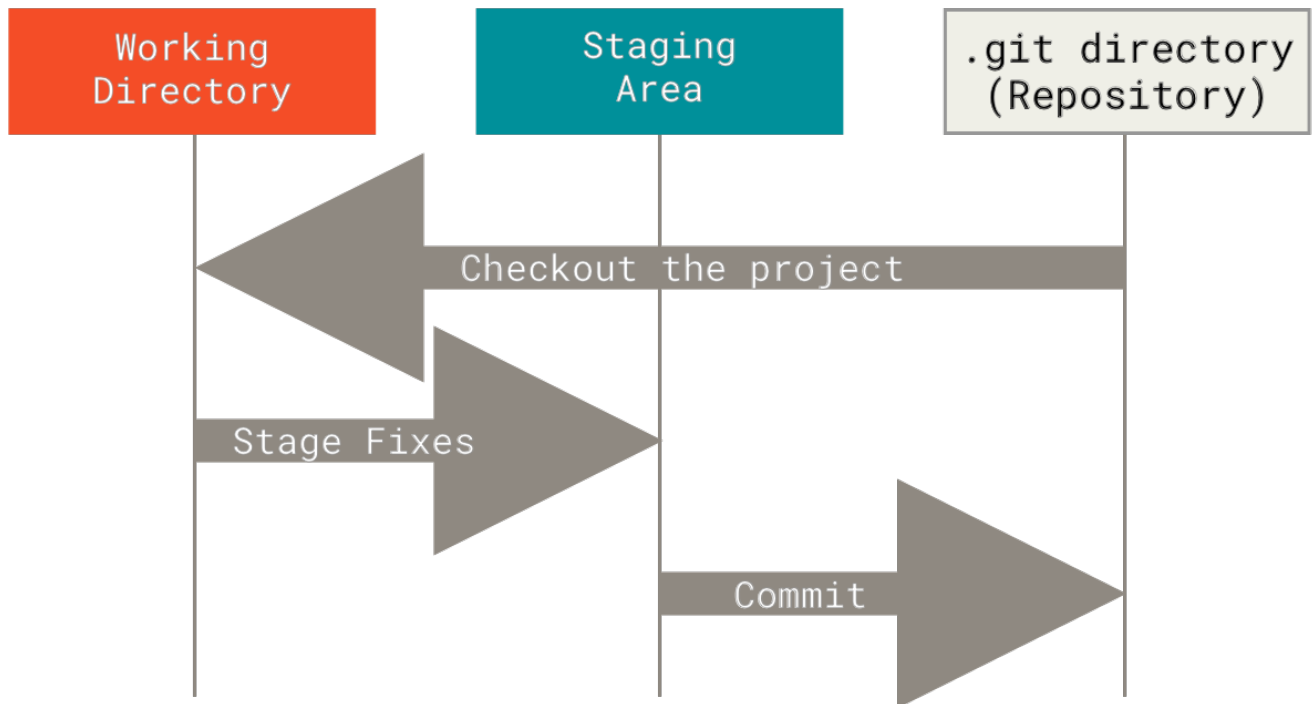 Working
Directory
Staging
Area
.git directory
(Repository)
Checkout the project
Stage Fixes
Commit